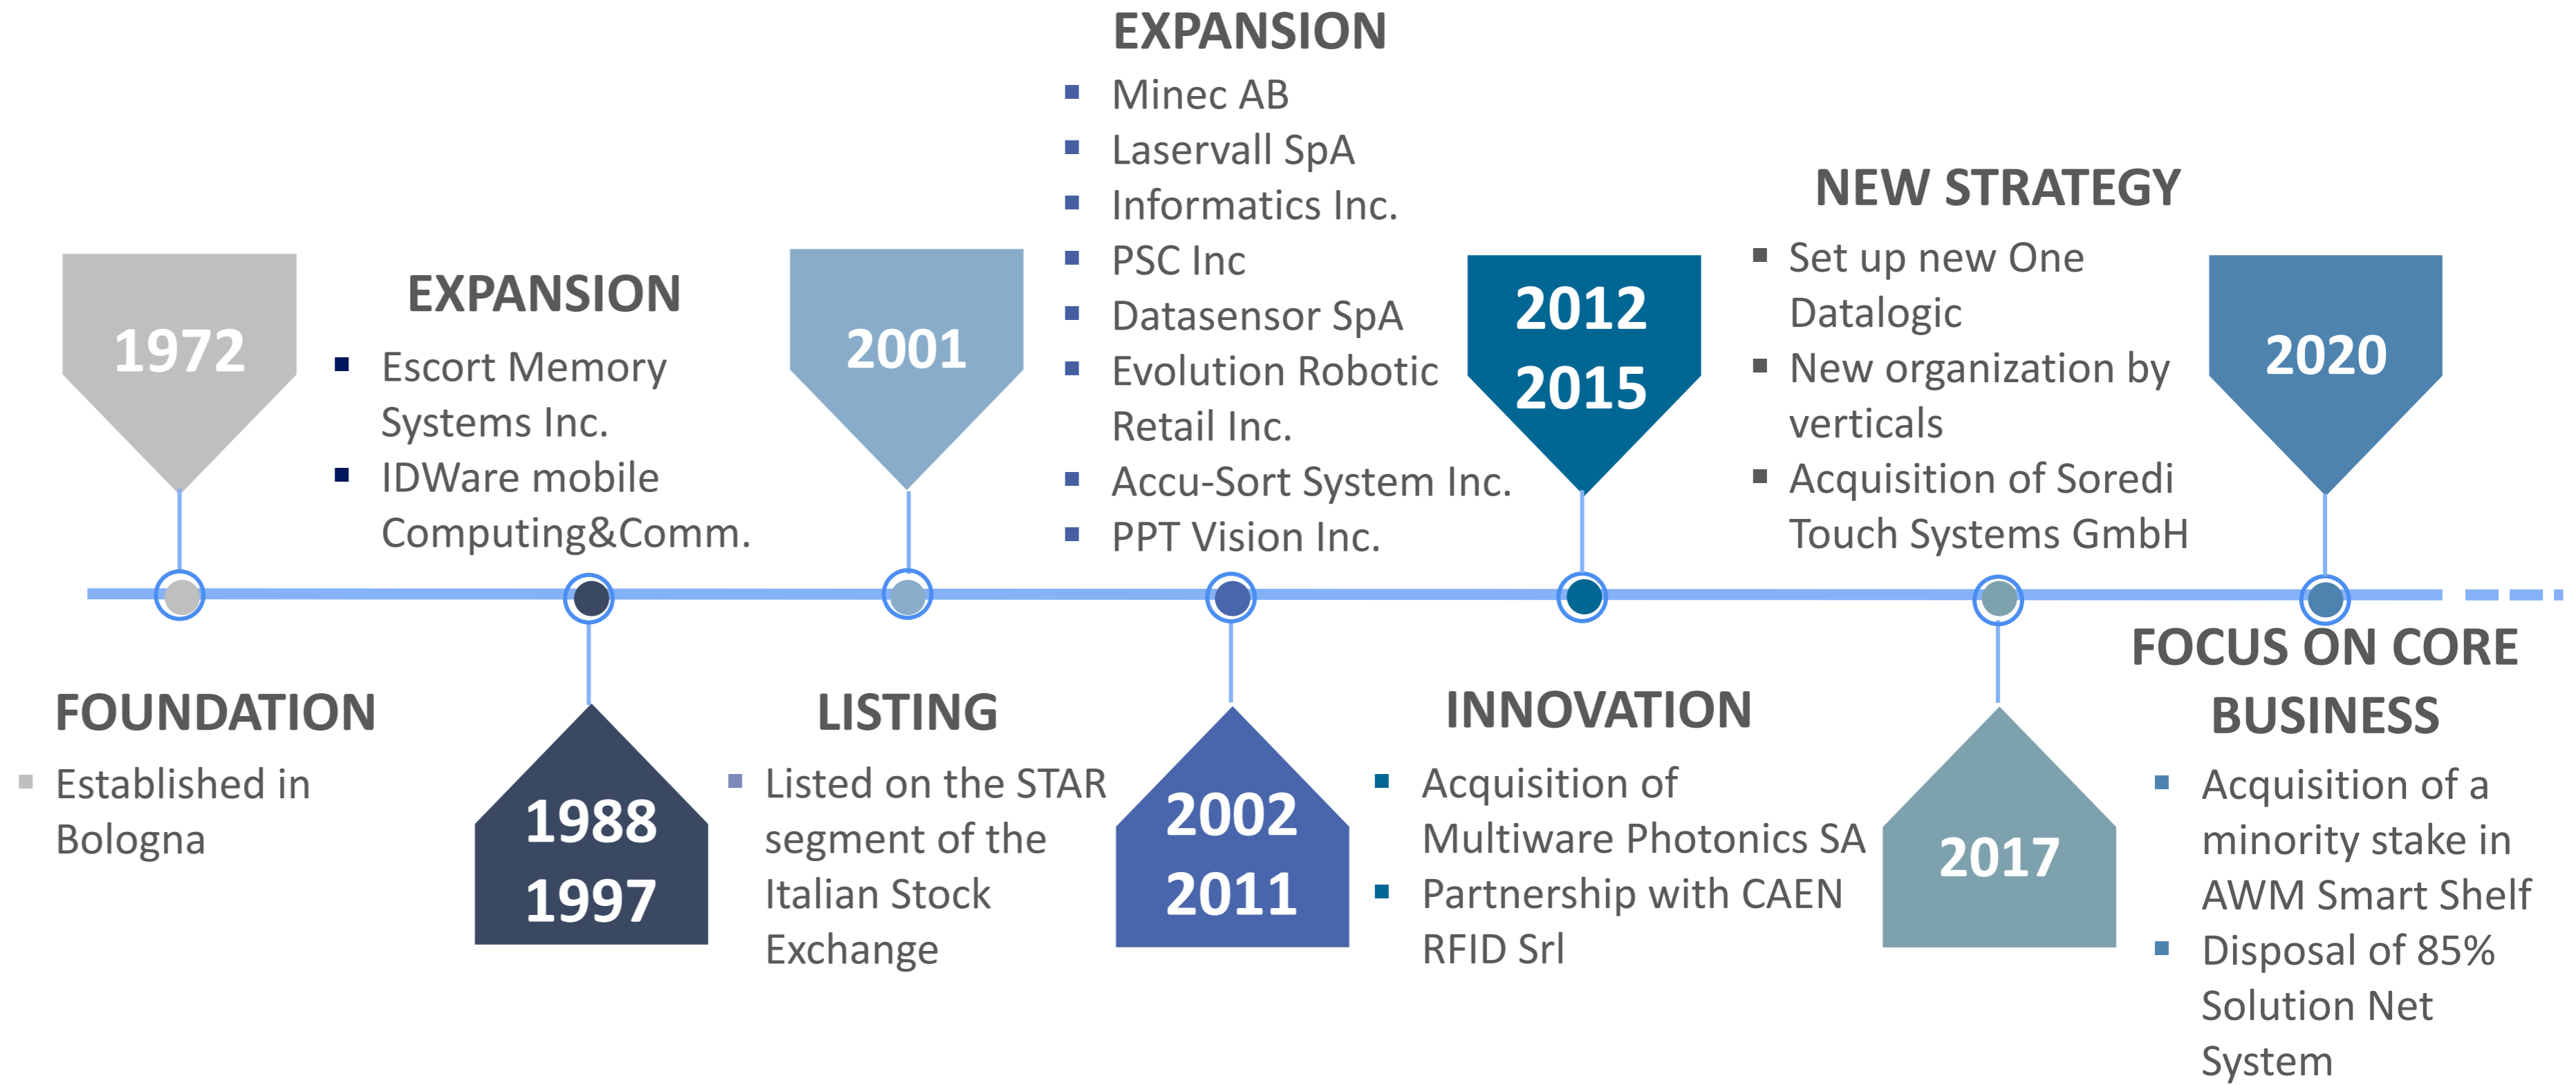 1972
FOUNDATION
Established in
Bologna
EXPANSION
Escort Memory
Systems Inc.
IDWare mobile
Computing&Comm.
1988
1997
2001
LISTING
Listed on the STAR
segment of the
Italian Stock
Exchange
EXPANSION
Minec AB
Laservall SpA
Informatics Inc.
PSC Inc
Datasensor SpA
Evolution Robotic
Retail Inc.
Accu-Sort System Inc.
PPT Vision Inc.
2002
2011
2012
2015
INNOVATION
Acquisition of
Multiware Photonics SA
Partnership with CAEN
RFID Srl
NEW STRATEGY
Set up new One
Datalogic
New organization by
verticals
Acquisition of Soredi
Touch Systems GmbH
2017
2020
FOCUS ON CORE
BUSINESS
Acquisition of a
minority stake in
AWM Smart Shelf
Disposal of 85%
Solution Net
System